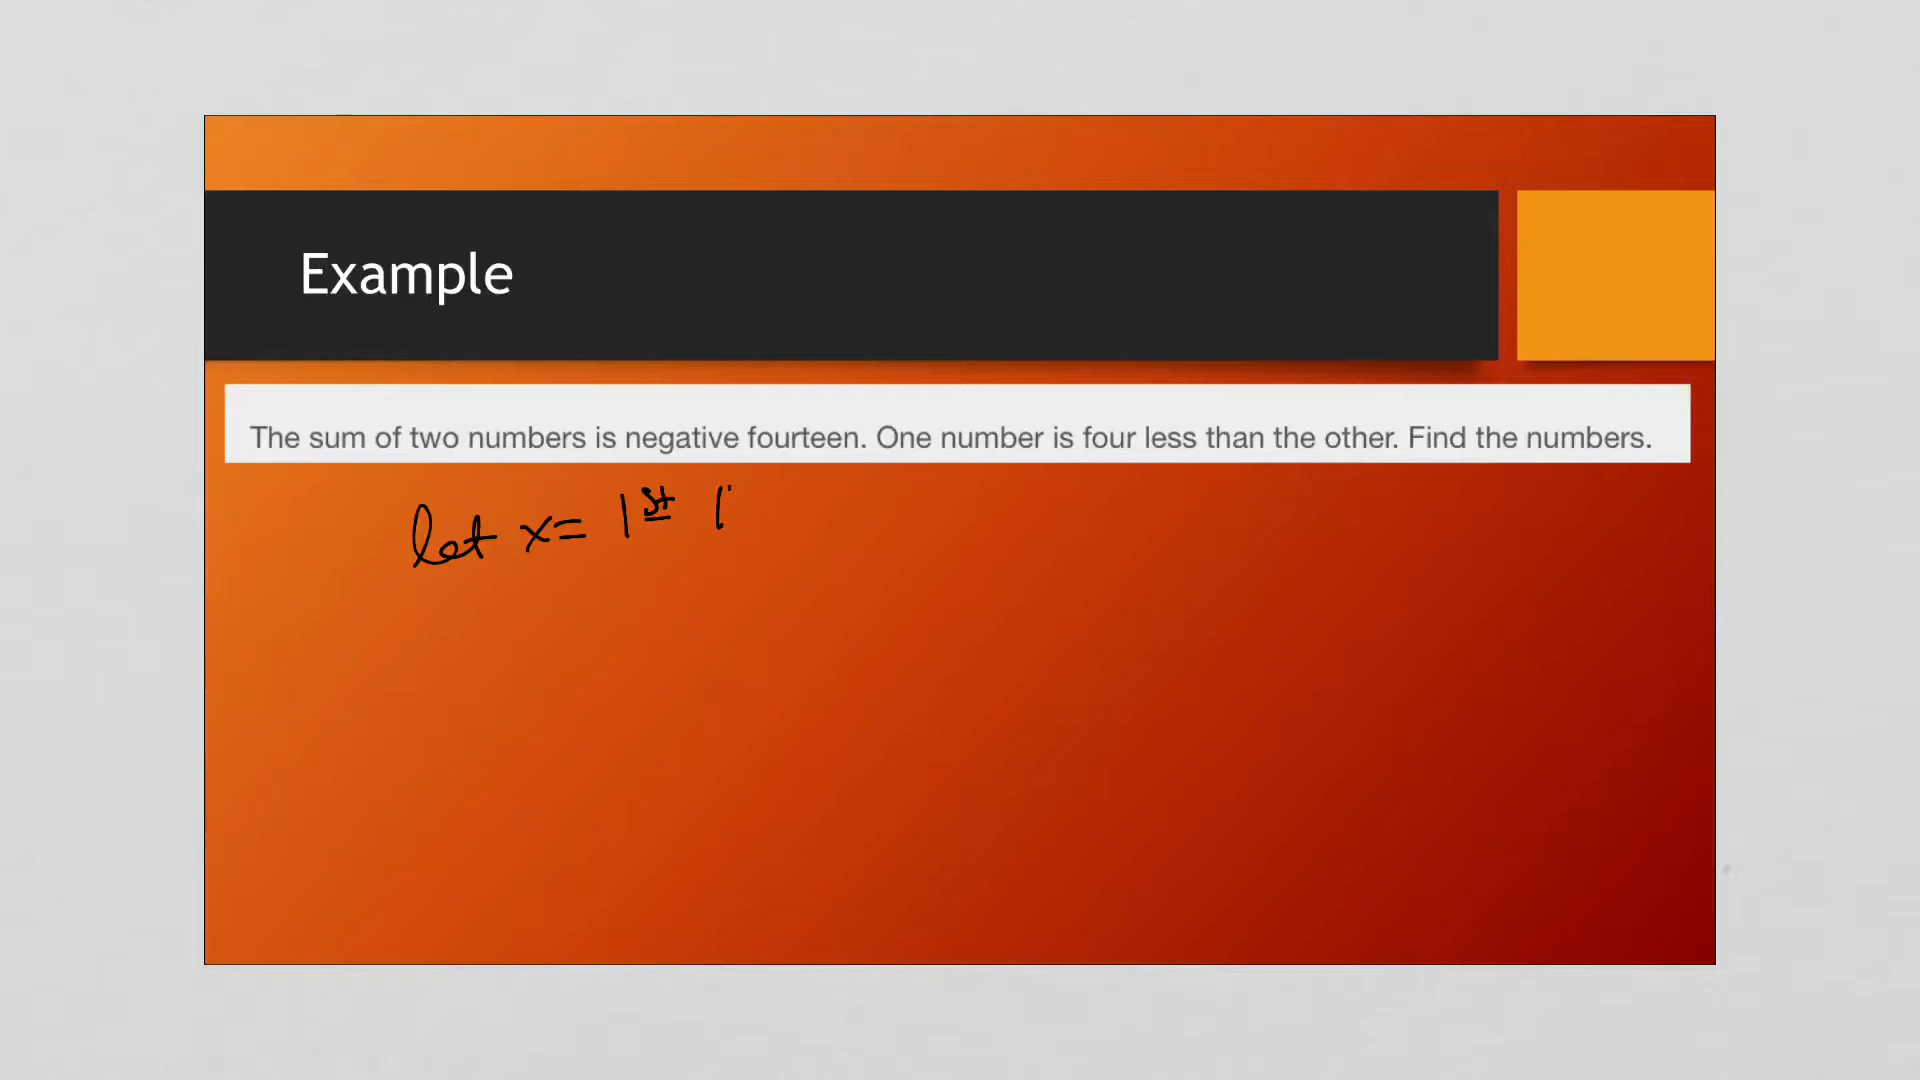 Example
The sum of two numbers is negative fourteen. One number is four less than the other. Find the numbers.
let x = 1st